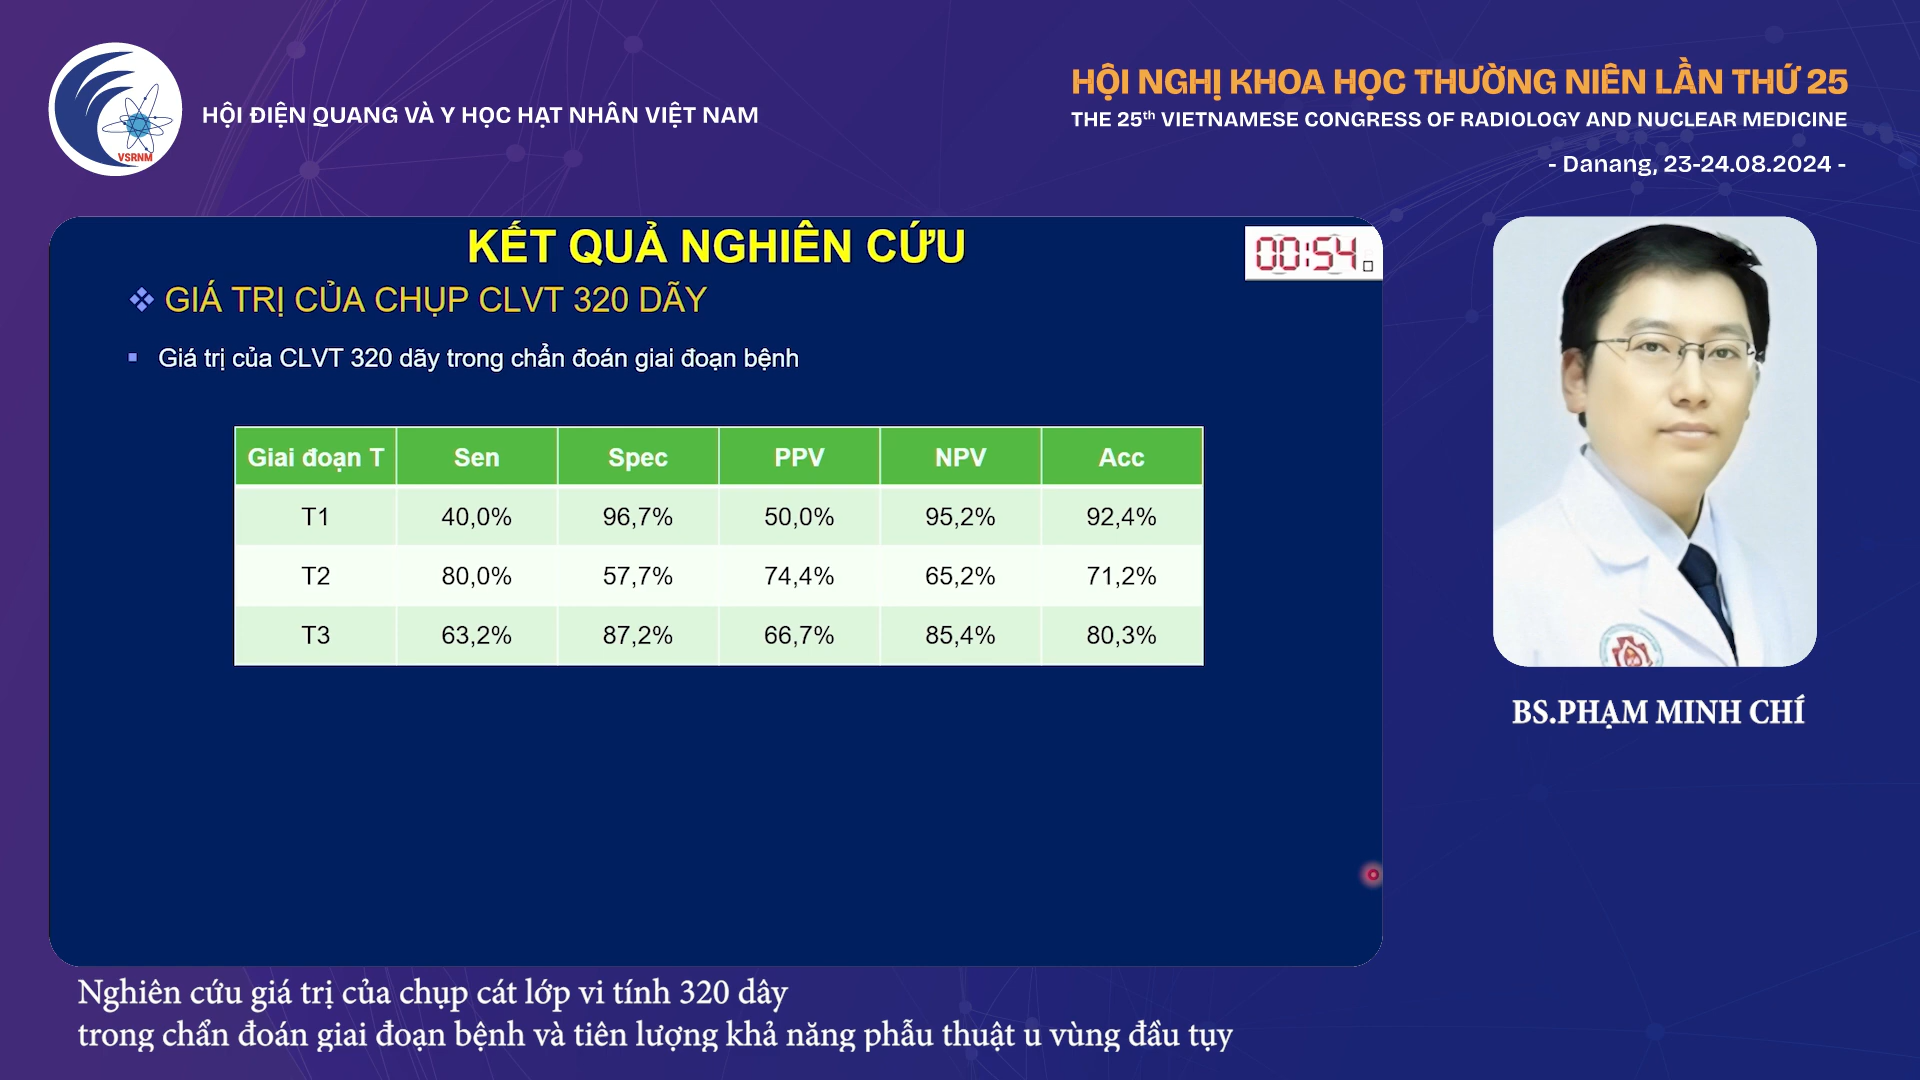 VSRNM
HỘI ĐIỆN QUANG VÀ Y HỌC HẠT NHÂN VIỆT NAM
HỘI NGHỊ KHOA HỌC THƯỜNG NIÊN LẦN THỨ 25
THE 25th VIETNAMESE CONGRESS OF RADIOLOGY AND NUCLEAR MEDICINE
- Danang, 23-24.08.2024 -
KẾT QUẢ NGHIÊN CỨU
00:54
GIÁ TRỊ CỦA CHỤP CLVT 320 DÃY
Giá trị của CLVT 320 dãy trong chẩn đoán giai đoạn bệnh
Giai đoạn T Sen Spec PPV NPV Acc
T1 40,0% 96,7% 50,0% 95,2% 92,4%
T2 80,0% 57,7% 74,4% 65,2% 71,2%
T3 63,2% 87,2% 66,7% 85,4% 80,3%
BS.PHẠM MINH CHÍ
Nghiên cứu giá trị của chụp cát lớp vi tính 320 dây
trong chẩn đoán giai đoạn bệnh và tiên lượng khả năng phẫu thuật u vùng đầu tụy